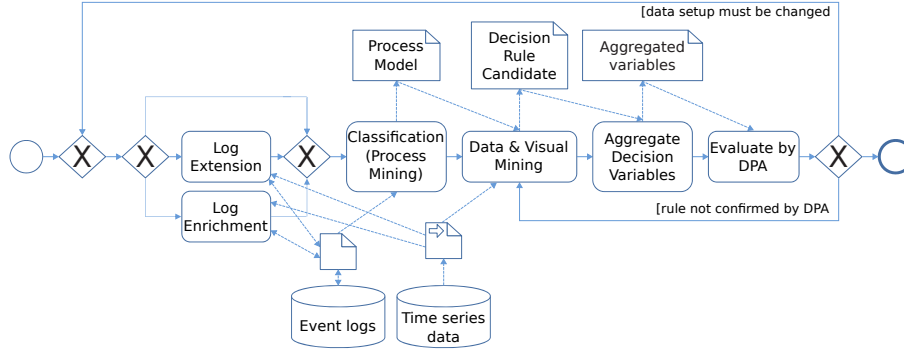 [data setup must be changed
Process
Model
Decision
Rule
Candidate
Aggregated
variables
X
X
Log
Extension
X
Classification
(Process
Mining)
Data & Visual
Mining
Aggregate
Decision
Variables
Evaluate by
DPA
X
Log
Enrichment
[rule not confirmed by DPA
Event logs
Time series
data